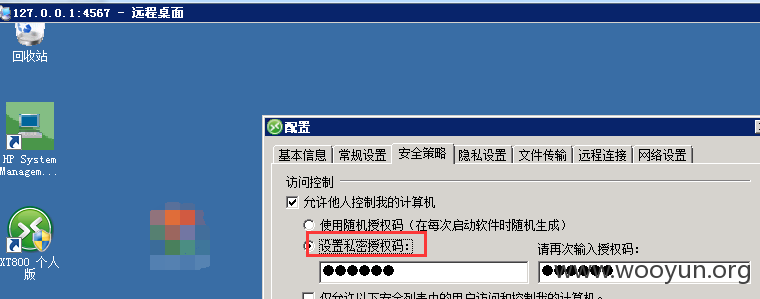 127.0.0.1:4567 - 远程桌面
回收站
HP System
Managem...
XT800 个人
版
配置
基本信息 常规设置 安全策略 隐私设置 文件传输 远程连接 网络设置
访问控制
允许他人控制我的计算机
使用随机授权码（在每次启动软件时随机生成）
设置私密授权码: 请再次输入授权码:
●●●●●● ●●●●●●
www.wooyun.org
仅允许以下安全列表中的用户访问和控制我的计算机。